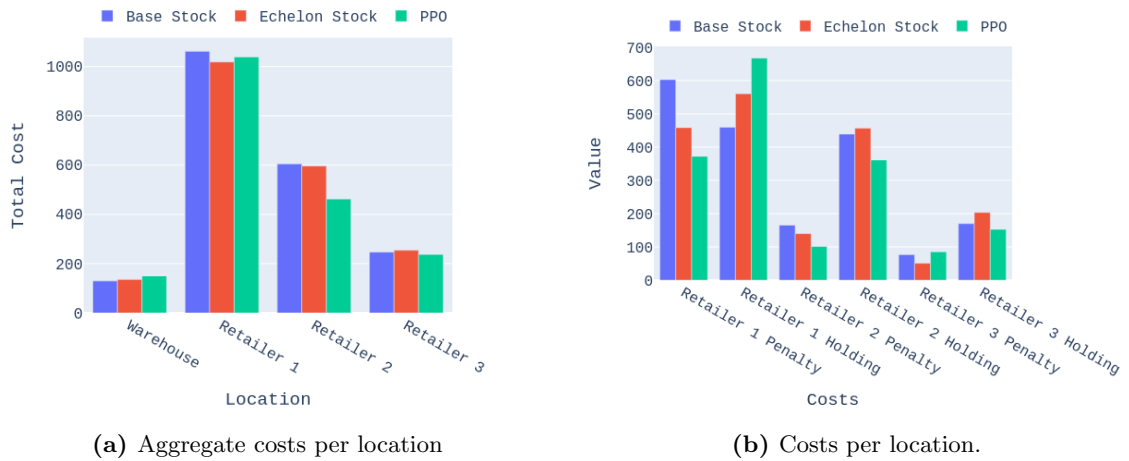 Base Stock Echelon Stock PPO
Total Cost
1000
800
600
400
200
0
Warehouse
Retailer 1
Retailer 2
Retailer 3
Location
(a) Aggregate costs per location
Base Stock Echelon Stock PPO
Value
700
600
500
400
300
200
100
0
Retailer 1 Penalty
Retailer 1 Holding
Retailer 2 Penalty
Retailer 2 Holding
Retailer 3 Penalty
Retailer 3 Holding
Costs
(b) Costs per location.